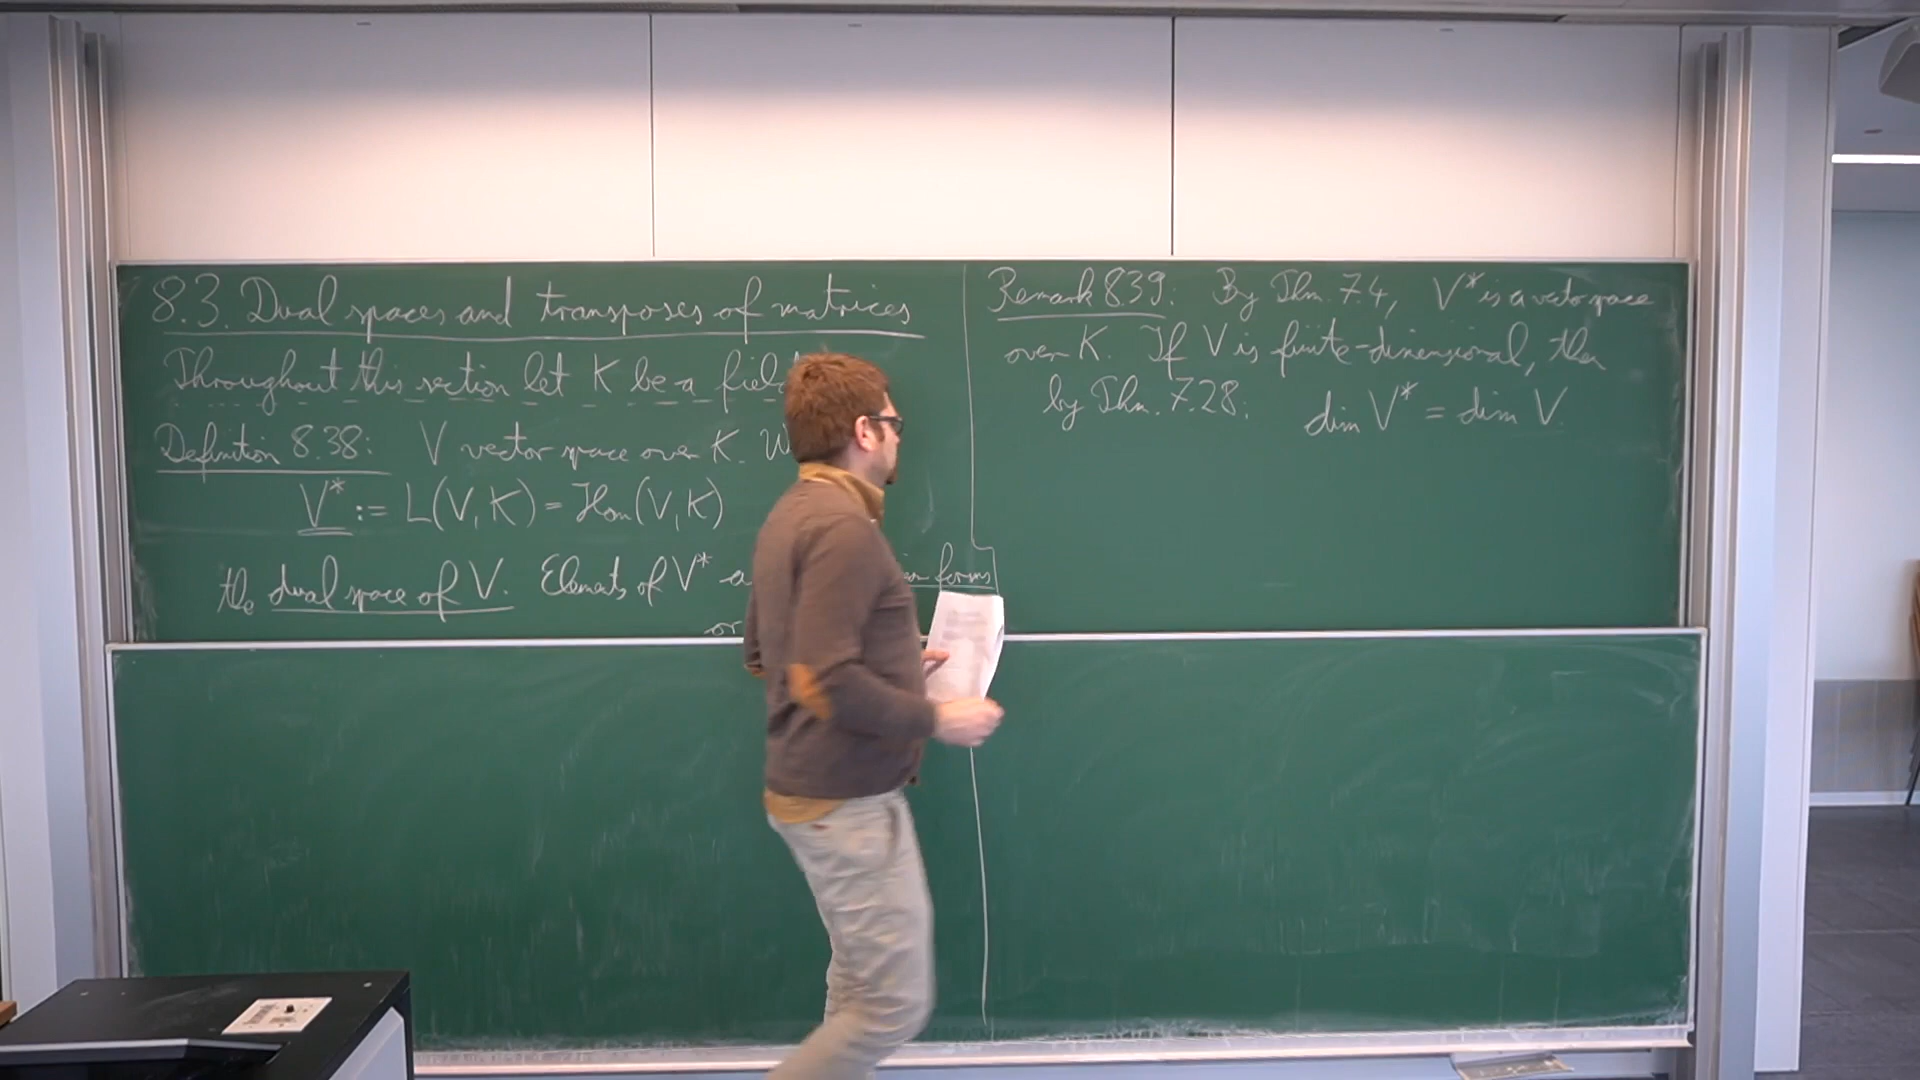 8.3. Dual spaces and transposes of matrices
Throughout this section let K be a
Definition 8.38: V vector space over K.
V* := L(V,K) = Hom(V,K)
the dual space of V. Elements of V*
forms
or
Remark 8.39: By Thm. 7.4, V* is a vector space
over K. If V is finite-dimensional, then
by Thm. 7.28: dim V* = dim V.